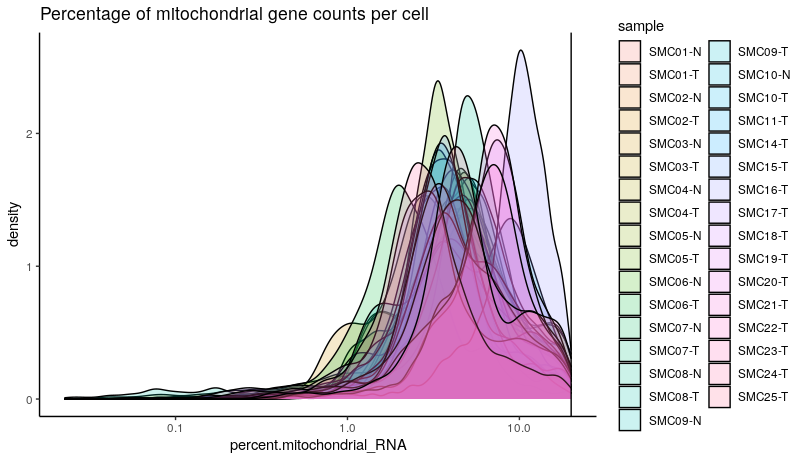 Percentage of mitochondrial gene counts per cell
density
2
1
0
0.1
1.0
10.0
percent.mitochondrial_RNA
sample
SMC01-N
SMC01-T
SMC02-N
SMC02-T
SMC03-N
SMC03-T
SMC04-N
SMC04-T
SMC05-N
SMC05-T
SMC06-N
SMC06-T
SMC07-N
SMC07-T
SMC08-N
SMC08-T
SMC09-N
SMC09-T
SMC10-N
SMC10-T
SMC11-T
SMC14-T
SMC15-T
SMC16-T
SMC17-T
SMC18-T
SMC19-T
SMC20-T
SMC21-T
SMC22-T
SMC23-T
SMC24-T
SMC25-T